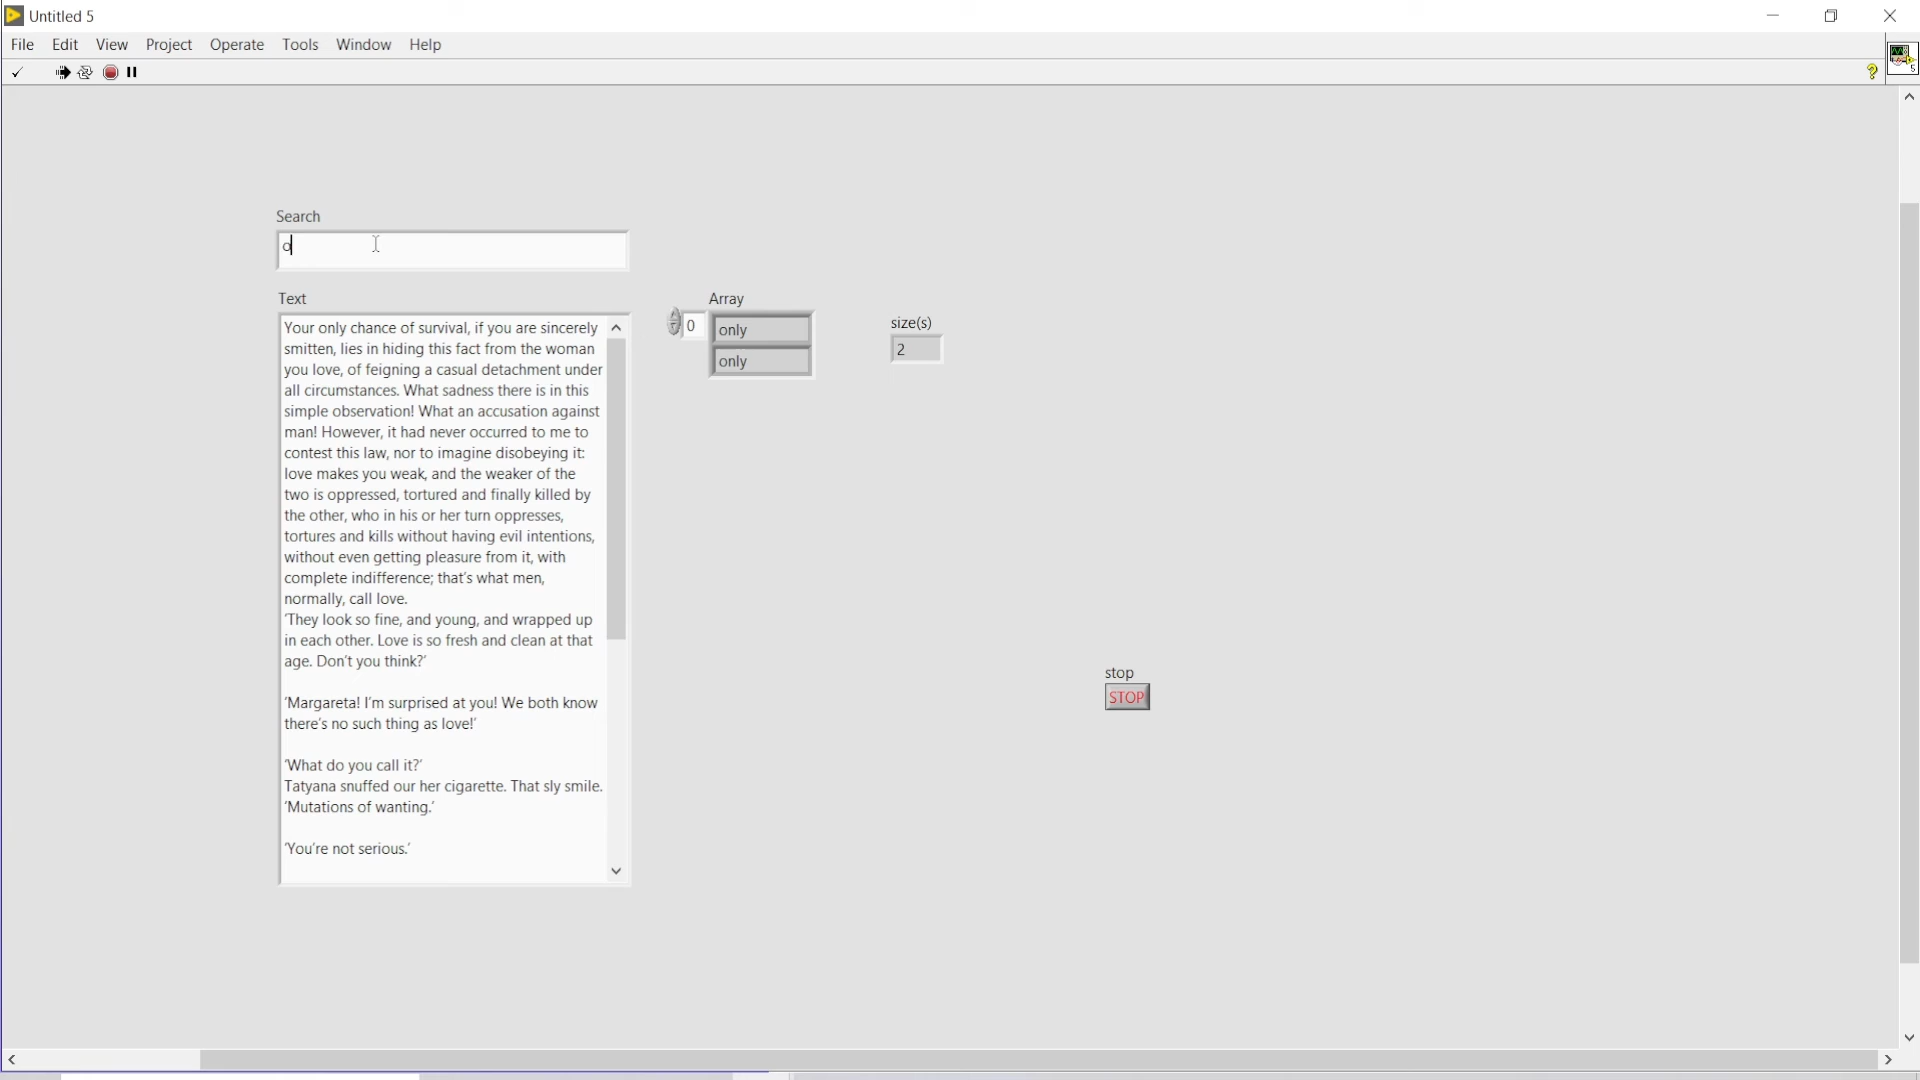 Untitled 5
File Edit View Project Operate Tools Window Help
?
5
Search
o
Text
Your only chance of survival, if you are sincerely
smitten, lies in hiding this fact from the woman
you love, of feigning a casual detachment under
all circumstances. What sadness there is in this
simple observation! What an accusation against
man! However, it had never occurred to me to
contest this law, nor to imagine disobeying it:
love makes you weak, and the weaker of the
two is oppressed, tortured and finally killed by
the other, who in his or her turn oppresses,
tortures and kills without having evil intentions,
without even getting pleasure from it, with
complete indifference; that's what men,
normally, call love.
'They look so fine, and young, and wrapped up
in each other. Love is so fresh and clean at that
age. Don't you think?'
'Margareta! I'm surprised at you! We both know
there's no such thing as love!'
'What do you call it?'
Tatyana snuffed our her cigarette. That sly smile.
'Mutations of wanting.'
'You're not serious.'
Array
0 only
only
size(s)
2
stop
STOP